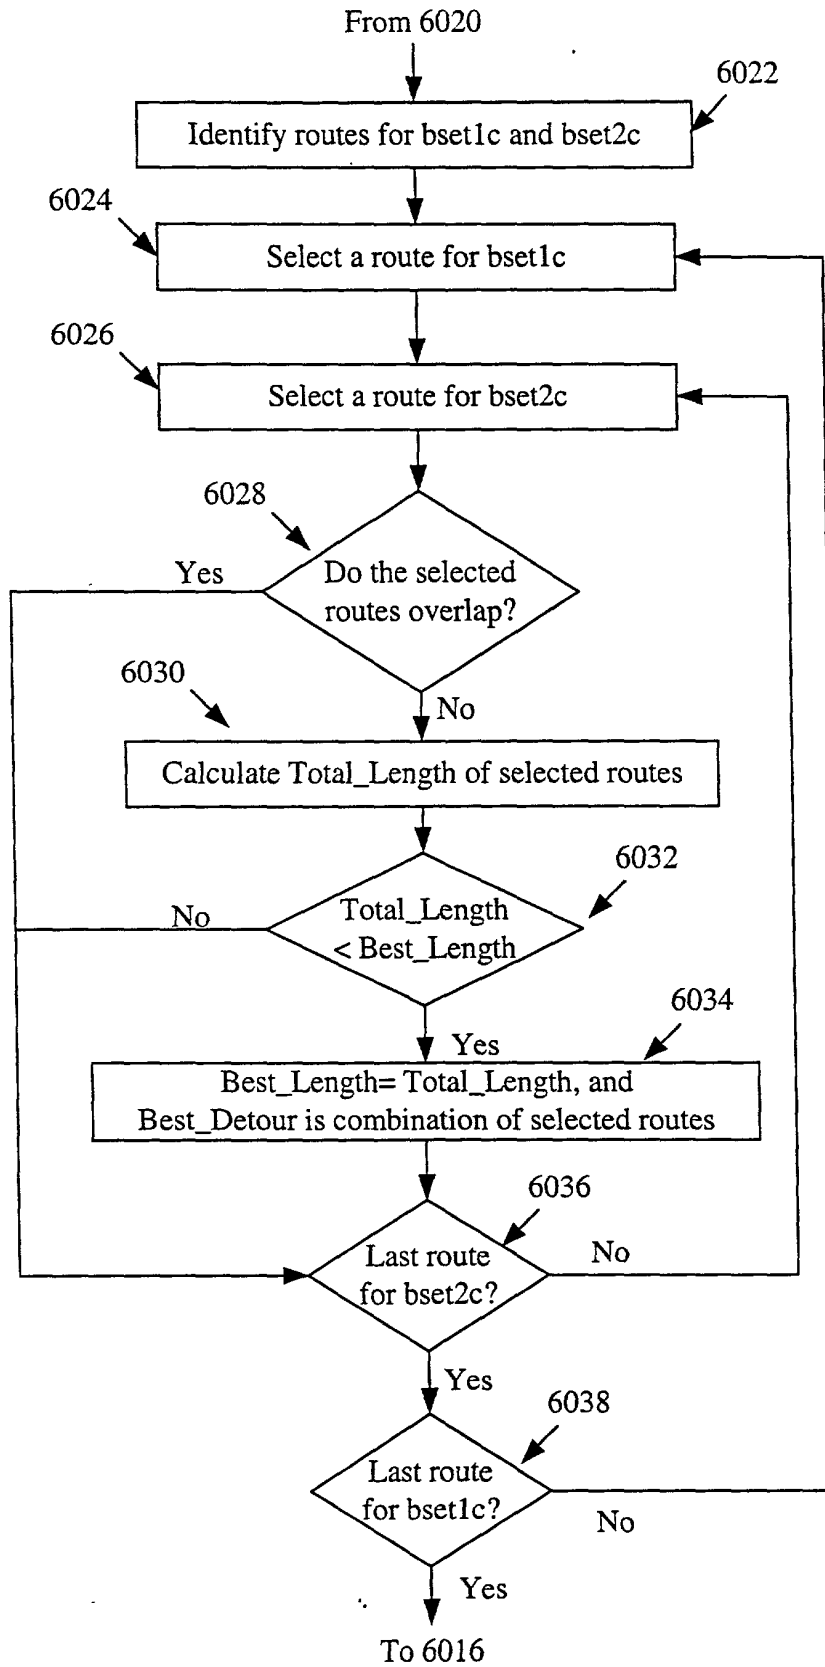 From 6020
6022
Identify routes for bset1c and bset2c
6024
Select a route for bset1c
6026
Select a route for bset2c
6028
Yes
Do the selected
routes overlap?
6030
No
Calculate Total_Length of selected routes
6032
No
Total_Length
< Best_Length
6034
Yes
Best_Length= Total_Length, and
Best_Detour is combination of selected routes
6036
Last route
for bset2c?
No
Yes
6038
Last route
for bset1c?
No
Yes
To 6016